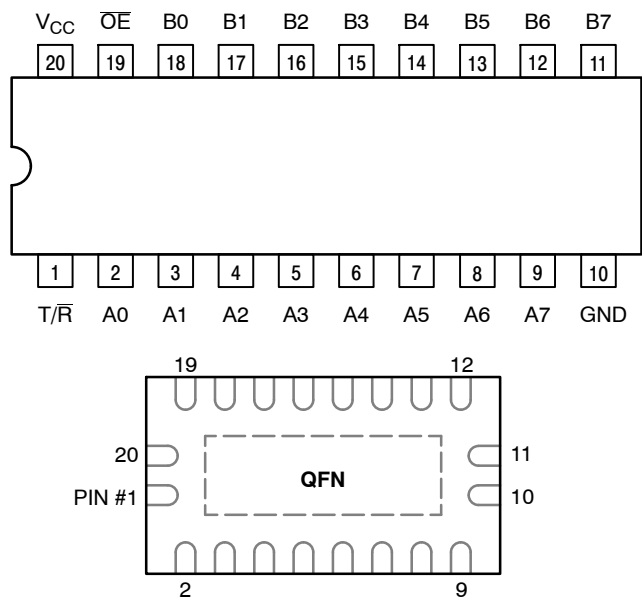 VCC OE B0 B1 B2 B3 B4 B5 B6 B7
20 19 18 17 16 15 14 13 12 11
1 2 3 4 5 6 7 8 9 10
T/R A0 A1 A2 A3 A4 A5 A6 A7 GND
19 12
20 11
QFN
PIN #1 10
2 9